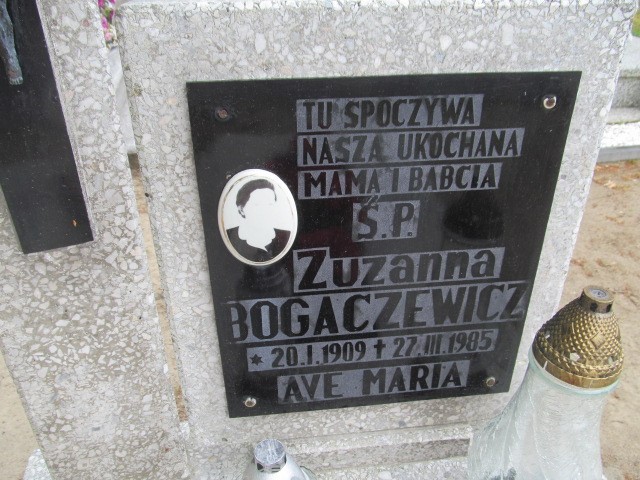 TU SPOCZYWA
NASZA UKOCHANA
MAMA I BABCIA
Ś.P.
Zuzanna
BOGACZEWICZ
* 20.I.1909 † 27.III.1985
AVE MARIA